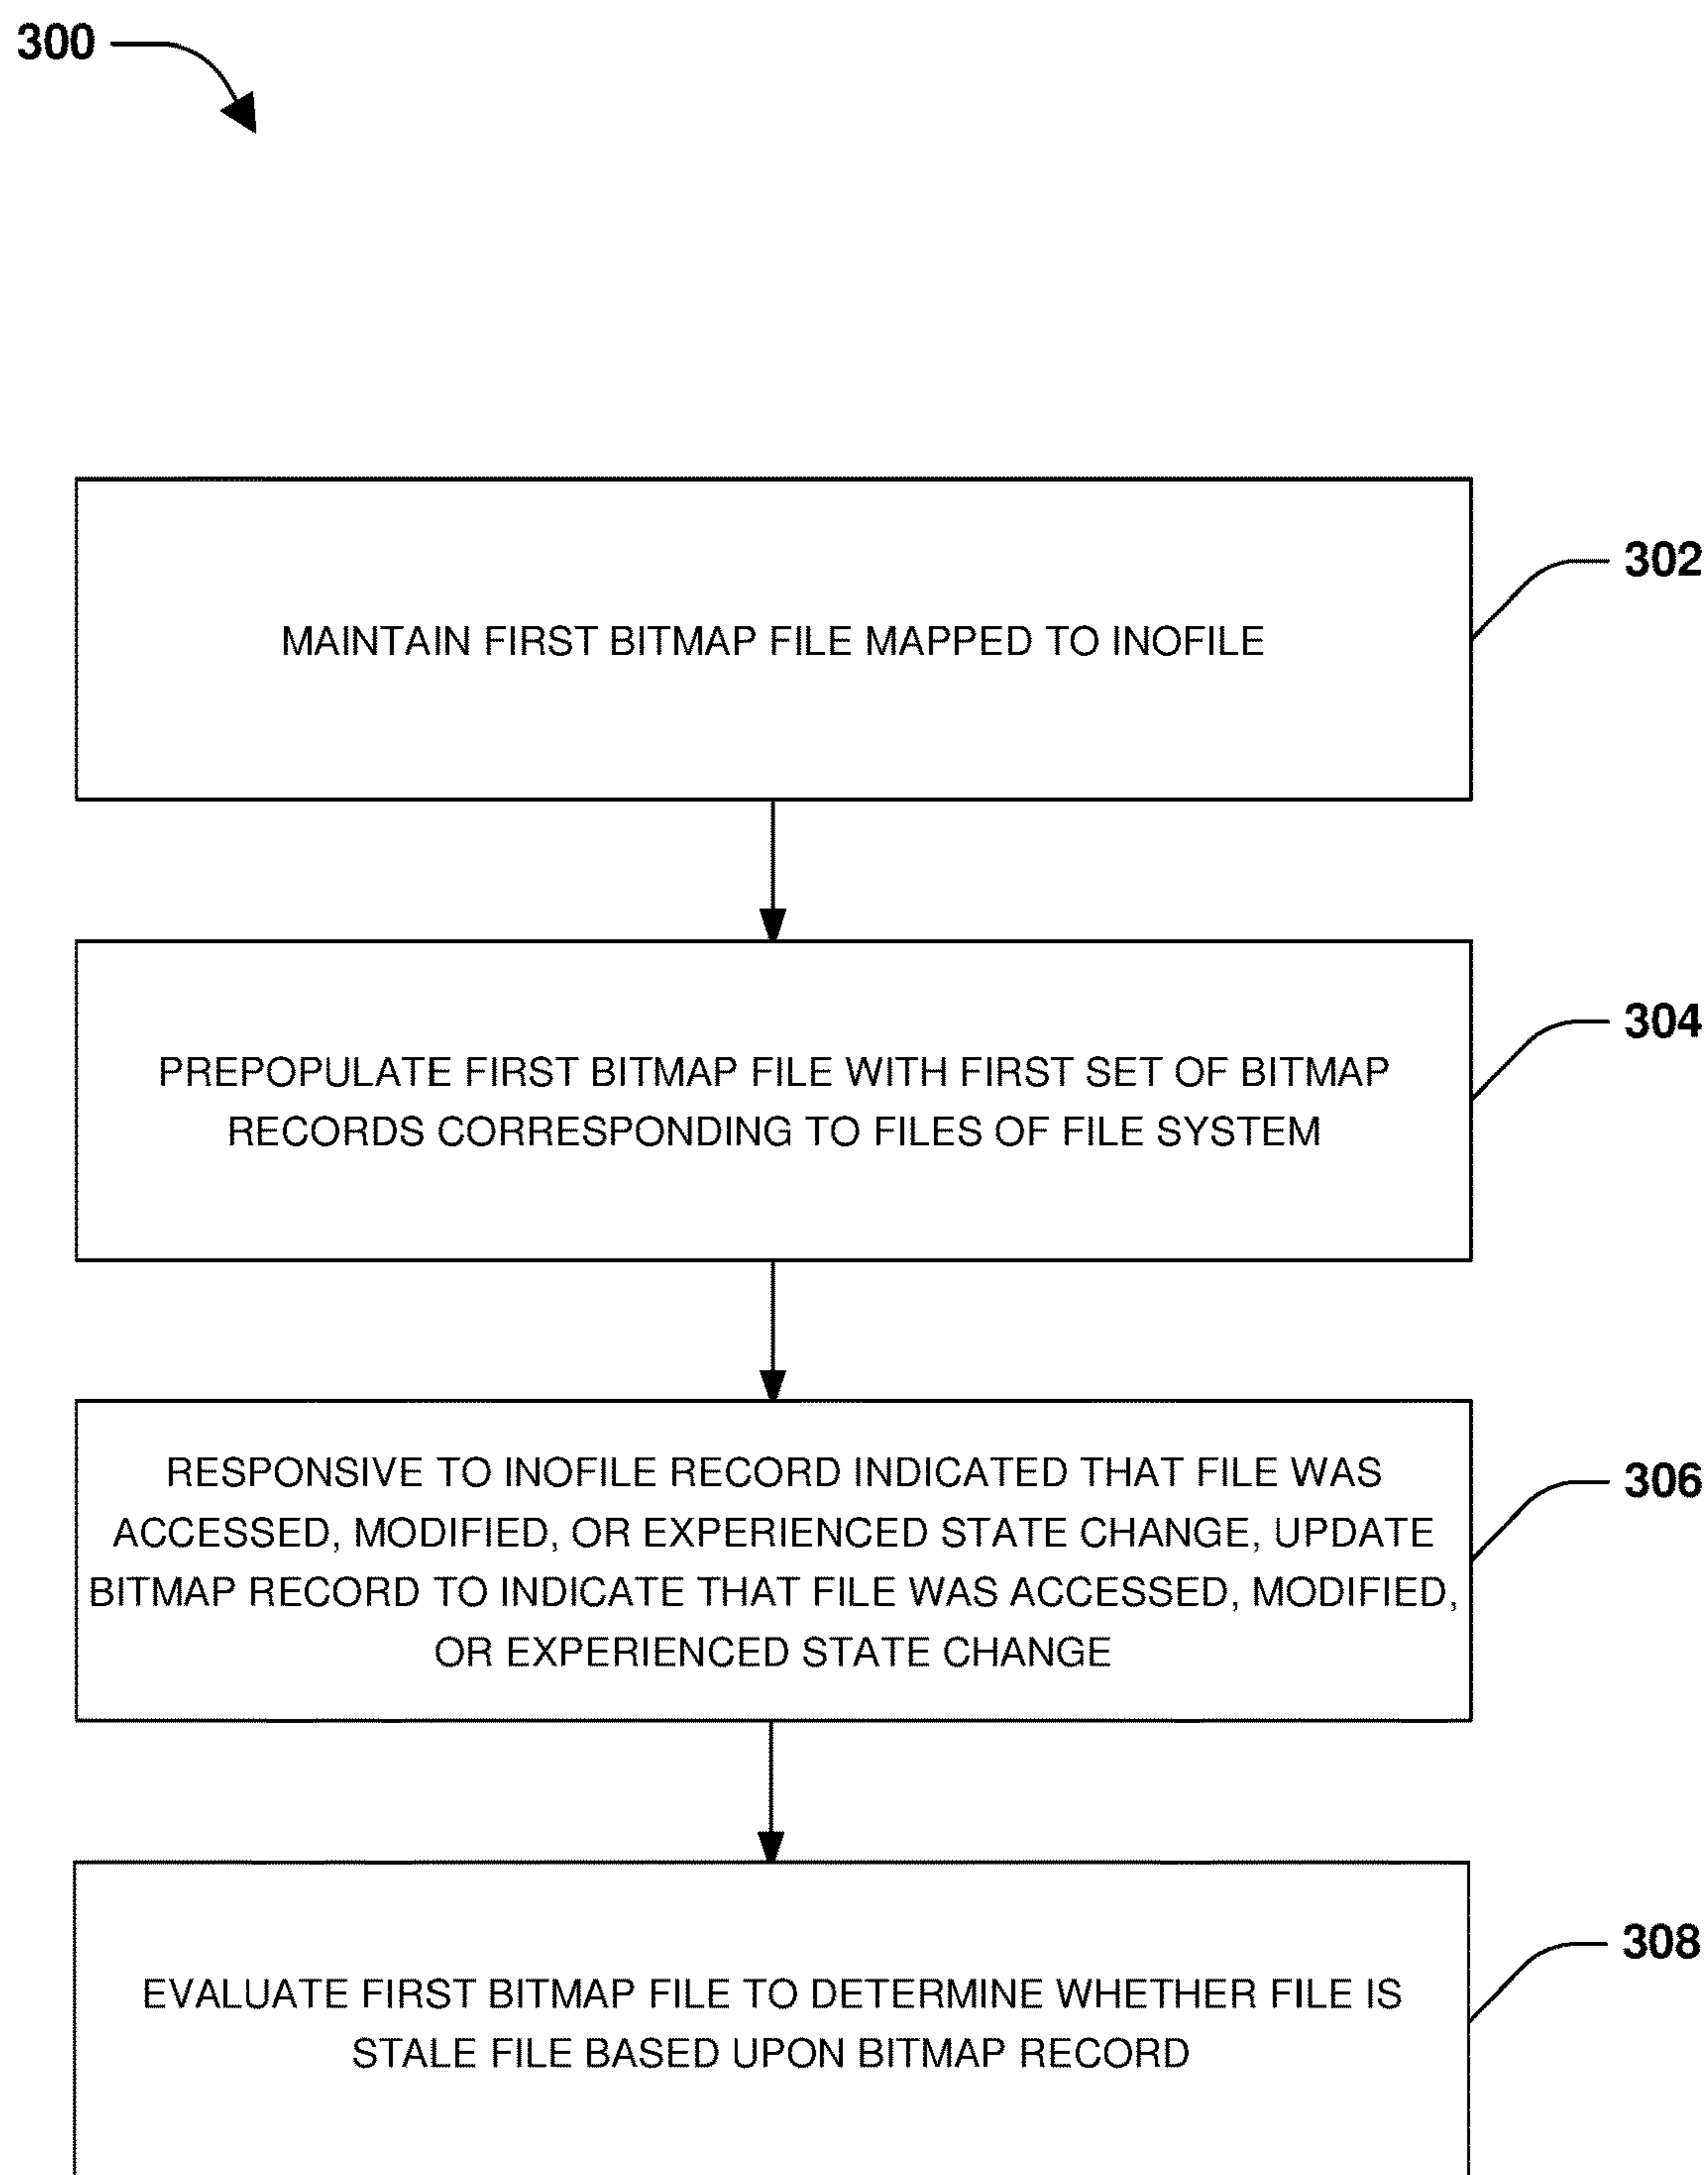 300
MAINTAIN FIRST BITMAP FILE MAPPED TO INOFILE
302
PREPOPULATE FIRST BITMAP FILE WITH FIRST SET OF BITMAP
RECORDS CORRESPONDING TO FILES OF FILE SYSTEM
304
RESPONSIVE TO INOFILE RECORD INDICATED THAT FILE WAS
ACCESSED, MODIFIED, OR EXPERIENCED STATE CHANGE, UPDATE
BITMAP RECORD TO INDICATE THAT FILE WAS ACCESSED, MODIFIED,
OR EXPERIENCED STATE CHANGE
306
EVALUATE FIRST BITMAP FILE TO DETERMINE WHETHER FILE IS
STALE FILE BASED UPON BITMAP RECORD
308